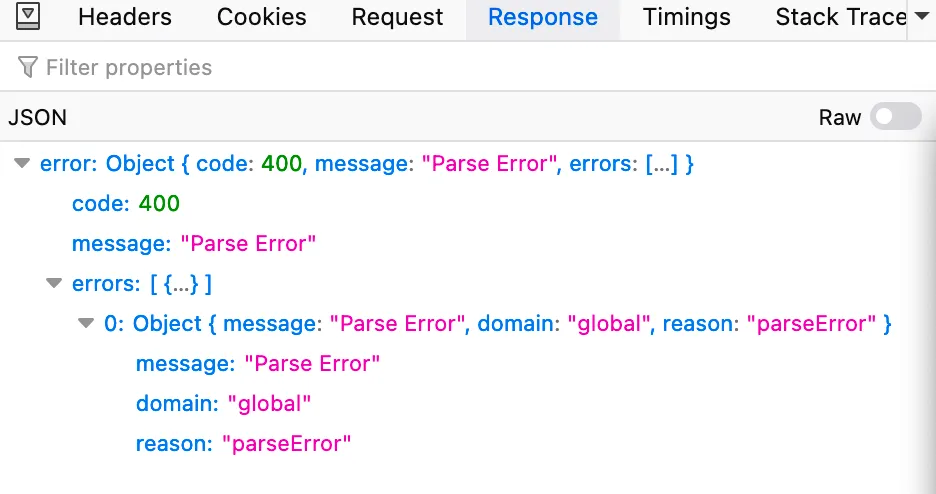 Headers Cookies Request Response Timings Stack Trace
Filter properties
JSON Raw
error: Object { code: 400, message: "Parse Error", errors: […] }
code: 400
message: "Parse Error"
errors: [ {…} ]
0: Object { message: "Parse Error", domain: "global", reason: "parseError" }
message: "Parse Error"
domain: "global"
reason: "parseError"